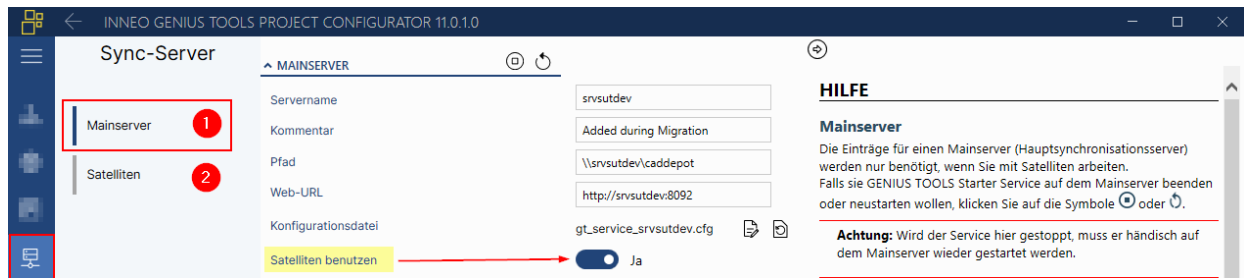 INNEO GENIUS TOOLS PROJECT CONFIGURATOR 11.0.1.0
Sync-Server
Mainserver
1
Satelliten
2
MAINSERVER
Servername
srvsutdev
Kommentar
Added during Migration
Pfad
\\srvsutdev\caddepot
Web-URL
http://srvsutdev:8092
Konfigurationsdatei
gt_service_srvsutdev.cfg
Satelliten benutzen
Ja
HILFE
Mainserver
Die Einträge für einen Mainserver (Hauptsynchronisationsserver)
werden nur benötigt, wenn Sie mit Satelliten arbeiten.
Falls sie GENIUS TOOLS Starter Service auf dem Mainserver beenden
oder neustarten wollen, klicken Sie auf die Symbole oder .
Achtung: Wird der Service hier gestoppt, muss er händisch auf
dem Mainserver wieder gestartet werden.